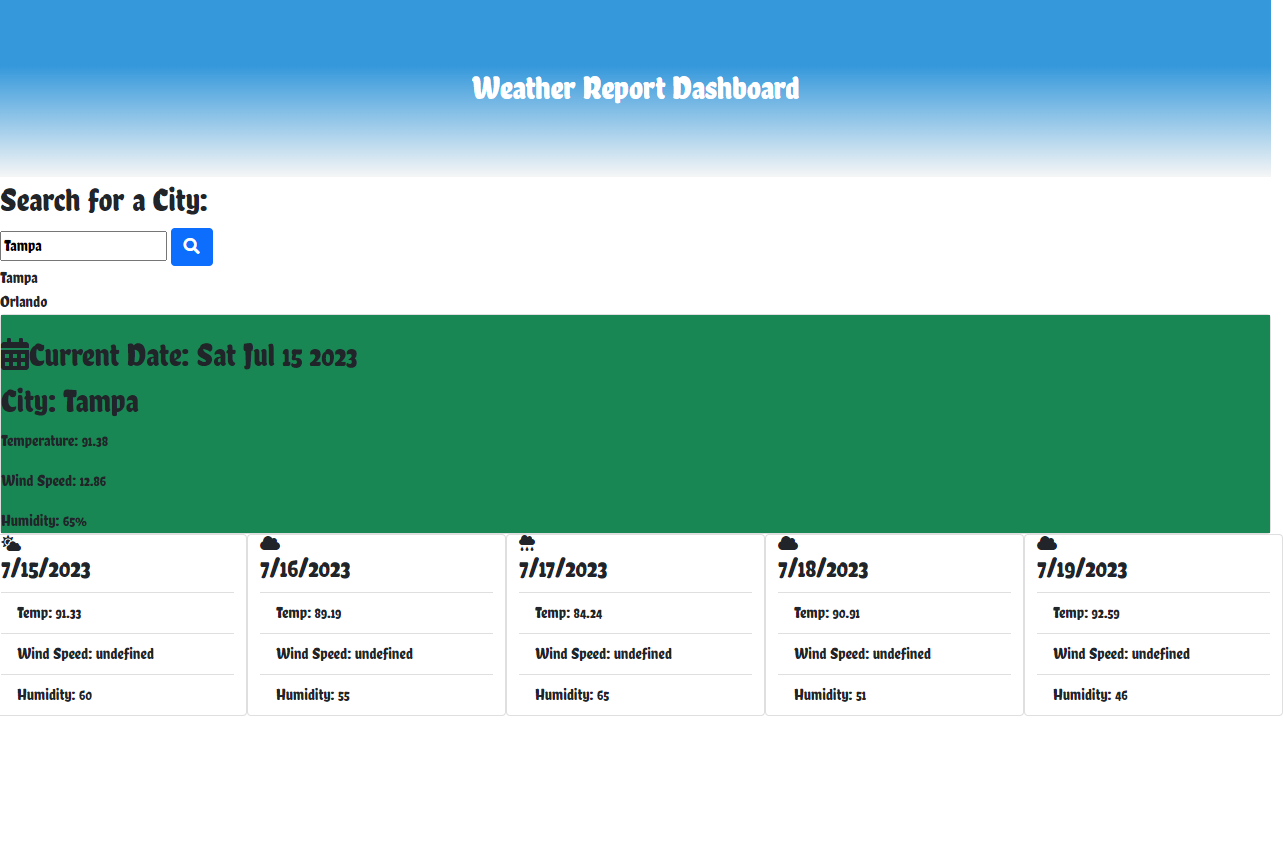 Weather Report Dashboard
Search for a City:
Tampa
Tampa
Orlando
Current Date: Sat Jul 15 2023
City: Tampa
Temperature: 91.38
Wind Speed: 12.86
Humidity: 65%
7/15/2023
Temp: 91.33
Wind Speed: undefined
Humidity: 60
7/16/2023
Temp: 89.19
Wind Speed: undefined
Humidity: 55
7/17/2023
Temp: 84.24
Wind Speed: undefined
Humidity: 65
7/18/2023
Temp: 90.91
Wind Speed: undefined
Humidity: 51
7/19/2023
Temp: 92.59
Wind Speed: undefined
Humidity: 46